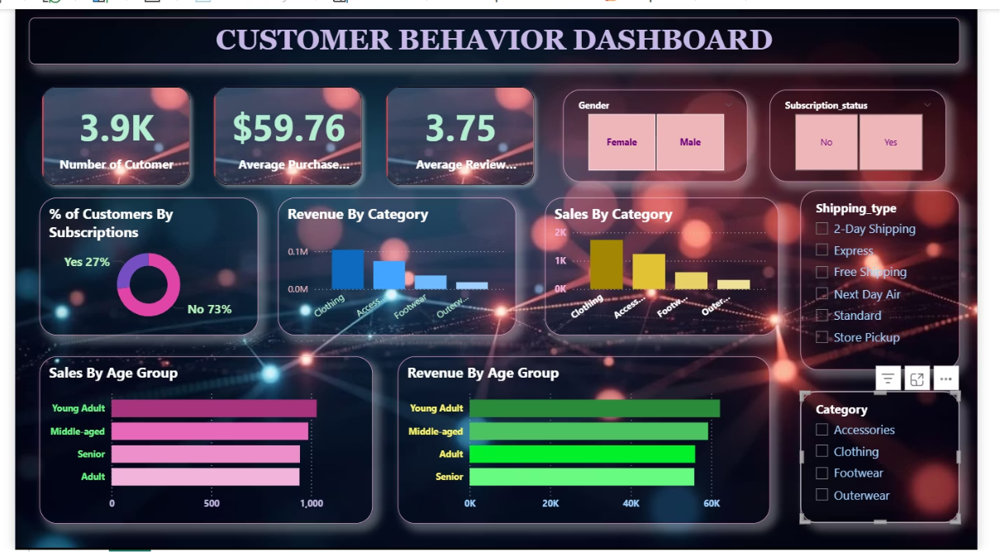 CUSTOMER BEHAVIOR DASHBOARD
3.9K
Number of Cutomer
$59.76
Average Purchase...
3.75
Average Review...
Gender
Female
Male
Subscription_status
No
Yes
% of Customers By
Subscriptions
Yes 27%
No 73%
Revenue By Category
0.1M
0.0M
Clothing
Access...
Footwear
Outerw...
Sales By Category
2K
1K
0K
Clothing
Access...
Footw...
Outer...
Shipping_type
2-Day Shipping
Express
Free Shipping
Next Day Air
Standard
Store Pickup
Sales By Age Group
Young Adult
Middle-aged
Senior
Adult
0
500
1,000
Revenue By Age Group
Young Adult
Middle-aged
Adult
Senior
0K
20K
40K
60K
Category
Accessories
Clothing
Footwear
Outerwear